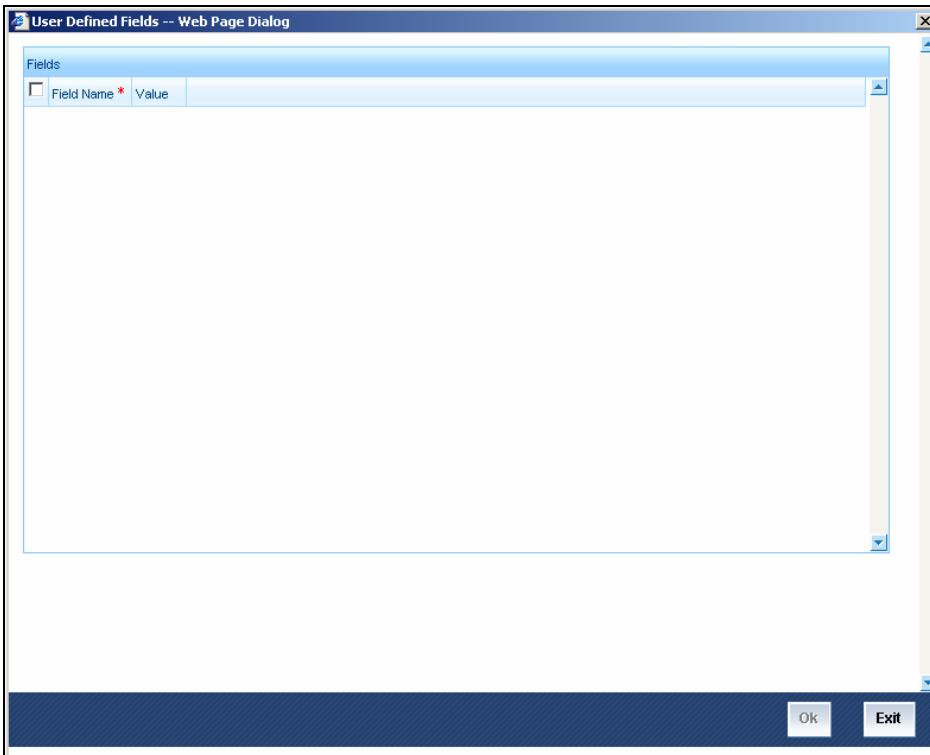 User Defined Fields -- Web Page Dialog
Fields
Field Name * Value
Ok Exit